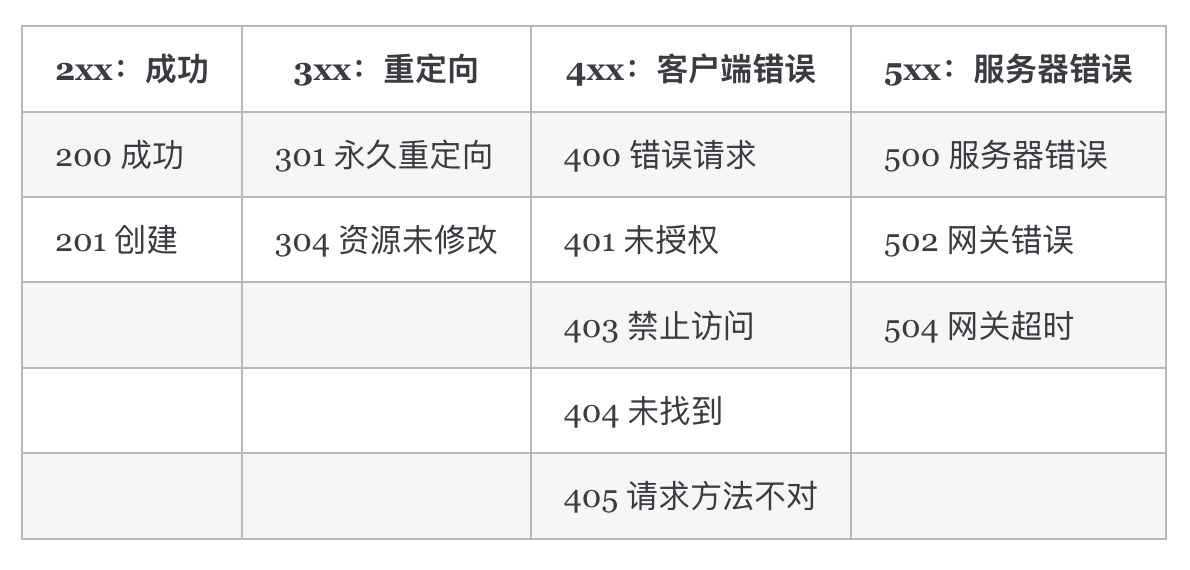 2xx：成功 3xx：重定向 4xx：客户端错误 5xx：服务器错误
200 成功 301 永久重定向 400 错误请求 500 服务器错误
201 创建 304 资源未修改 401 未授权 502 网关错误
403 禁止访问 504 网关超时
404 未找到
405 请求方法不对